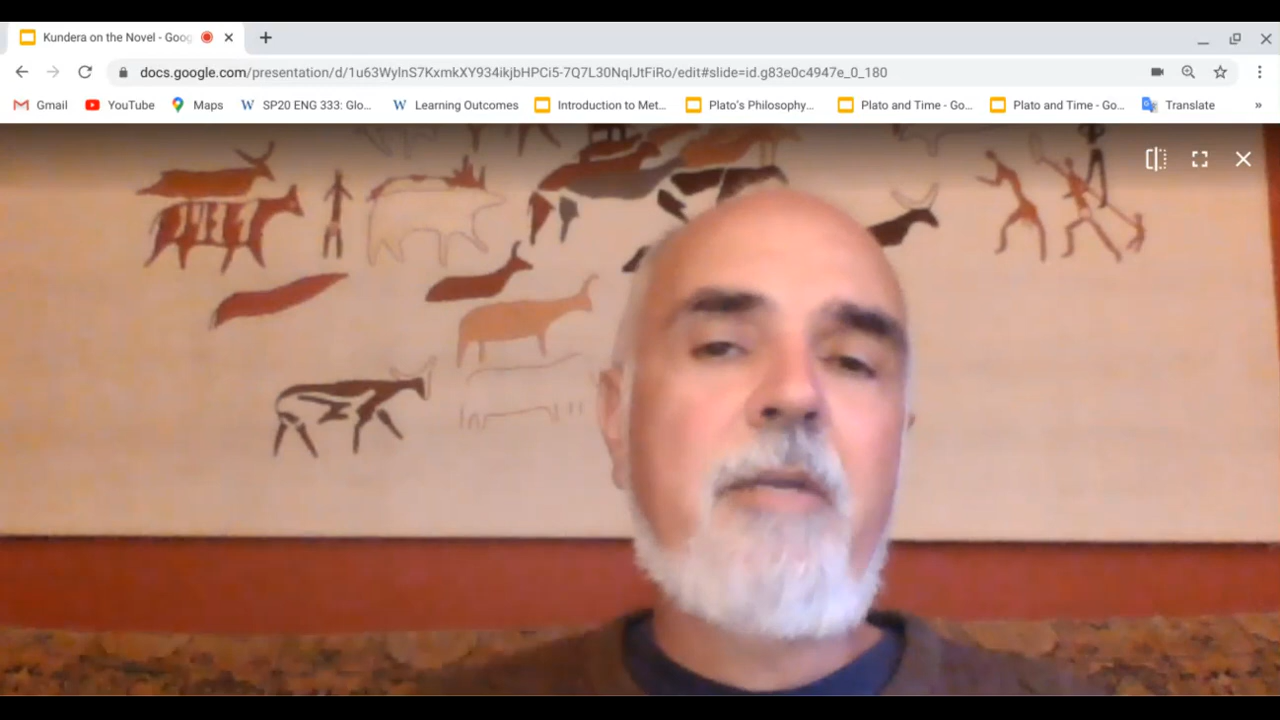 Kundera on the Novel - Goo
docs.google.com/presentation/d/1u63WylnS7KxmkXY934ikjbHPCi5-7Q7L30NqlJtFiRo/edit#slide=id.g83e0c4947e_0_180
Gmail YouTube Maps W SP20 ENG 333: Glo... W Learning Outcomes Introduction to Met... Plato's Philosophy... Plato and Time - Go... Plato and Time - Go... Translate »